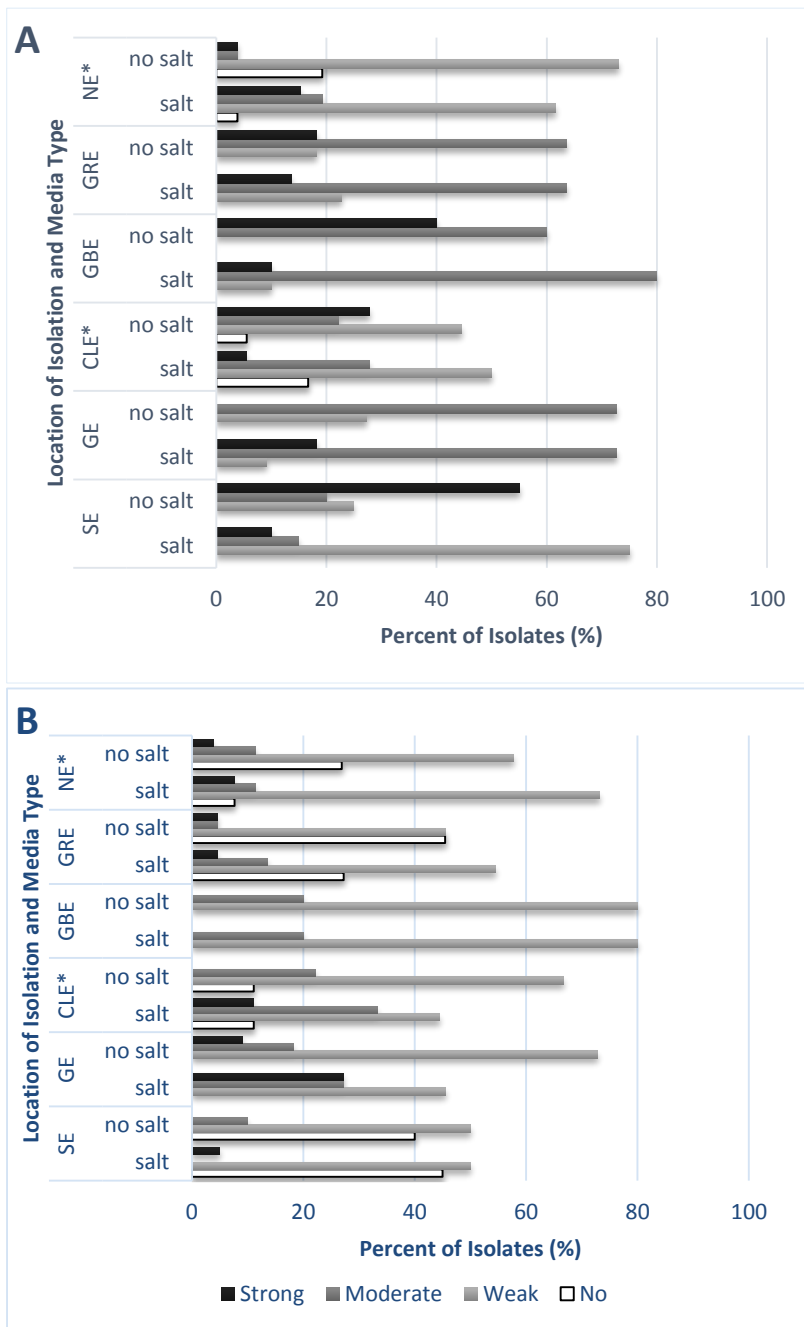 A
Location of Isolation and Media Type
NE*
no salt
salt
GRE
no salt
salt
GBE
no salt
salt
CLE*
no salt
salt
GE
no salt
salt
SE
no salt
salt
0 20 40 60 80 100
Percent of Isolates (%)
B
Location of Isolation and Media Type
NE*
no salt
salt
GRE
no salt
salt
GBE
no salt
salt
CLE*
no salt
salt
GE
no salt
salt
SE
no salt
salt
0 20 40 60 80 100
Percent of Isolates (%)
Strong Moderate Weak No